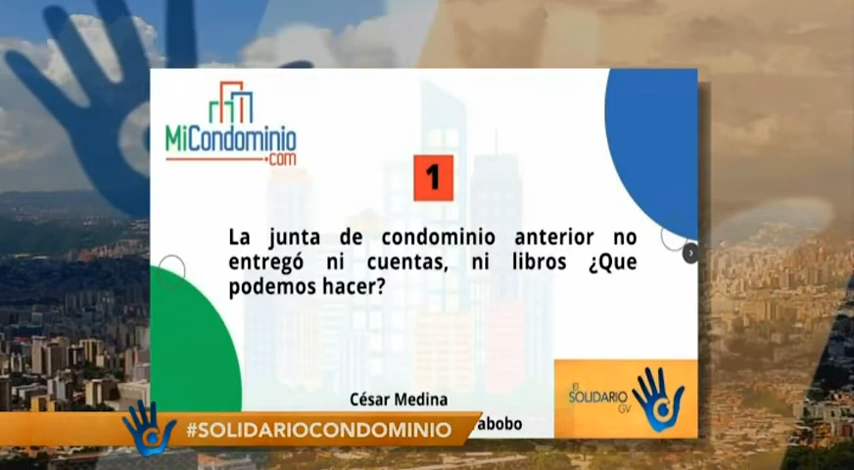 MiCondominio
.com
1
La junta de condominio anterior no
entregó ni cuentas, ni libros ¿Que
podemos hacer?
César Medina
abobo
El
SOLIDARIO
GV
#SOLIDARIOCONDOMINIO